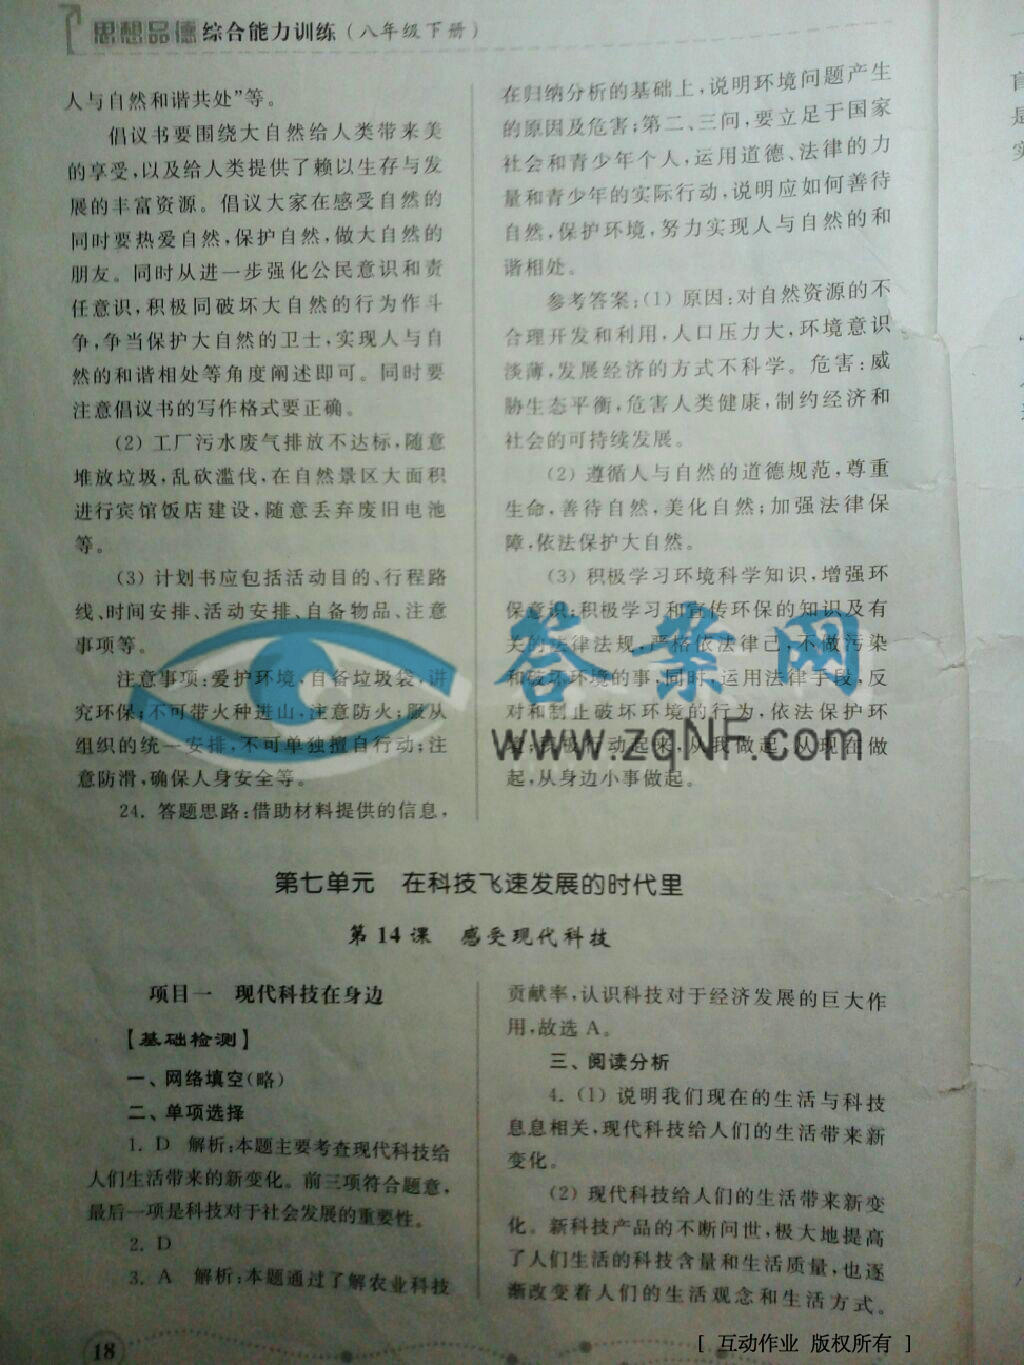 思想品德综合能力训练(八年级下册)
人与自然和谐共处”等。
倡议书要围绕大自然给人类带来美
的享受,以及给人类提供了赖以生存与发
展的丰富资源。倡议大家在感受自然的
同时要热爱自然,保护自然,做大自然的
朋友。同时从进一步强化公民意识和责
任意识,积极同破坏大自然的行为作斗
争,争当保护大自然的卫士,实现人与自
然的和谐相处等角度阐述即可。同时要
注意倡议书的写作格式要正确。
(2) 工厂污水废气排放不达标,随意
堆放垃圾,乱砍滥伐,在自然景区大面积
进行宾馆饭店建设,随意丢弃废旧电池
等。
(3) 计划书应包括活动目的、行程路
线、时间安排、活动安排、自备物品、注意
事项等。
注意事项:爱护环境,自备垃圾袋,讲
究环保;不可带火种进山,注意防火;服从
组织的统一安排,不可单独擅自行动;注
意防滑,确保人身安全等。
24. 答题思路:借助材料提供的信息,
在归纳分析的基础上,说明环境问题产生
的原因及危害;第二、三问,要立足于国家
社会和青少年个人,运用道德、法律的力
量和青少年的实际行动,说明应如何善待
自然,保护环境,努力实现人与自然的和
谐相处。
参考答案:(1) 原因:对自然资源的不
合理开发和利用,人口压力大,环境意识
淡薄,发展经济的方式不科学。危害:威
胁生态平衡,危害人类健康,制约经济和
社会的可持续发展。
(2) 遵循人与自然的道德规范,尊重
生命,善待自然,美化自然;加强法律保
障,依法保护大自然。
(3) 积极学习环境科学知识,增强环
保意识;积极学习和宣传环保的知识及有
关的法律法规,严格依法律己,不做污染
和破坏环境的事,同时,运用法律手段,反
对和制止破坏环境的行为,依法保护环
境;积极行动起来,从我做起,从现在做
起,从身边小事做起。
答案网
www.zqNF.com
第七单元 在科技飞速发展的时代里
第14课 感受现代科技
项目一 现代科技在身边
【基础检测】
一、网络填空(略)
二、单项选择
1. D 解析:本题主要考查现代科技给
人们生活带来的新变化。前三项符合题意,
最后一项是科技对于社会发展的重要性。
2. D
3. A 解析:本题通过了解农业科技
贡献率,认识科技对于经济发展的巨大作
用,故选A。
三、阅读分析
4. (1) 说明我们现在的生活与科技
息息相关,现代科技给人们的生活带来新
变化。
(2) 现代科技给人们的生活带来新变
化。新科技产品的不断问世,极大地提高
了人们生活的科技含量和生活质量,也逐
渐改变着人们的生活观念和生活方式。
18
[ 互动作业 版权所有 ]